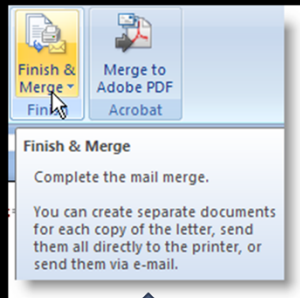 Finish & Merge to
Merge Adobe PDF
Fin Acrobat
Finish & Merge
Complete the mail merge.
You can create separate documents
for each copy of the letter, send
them all directly to the printer, or
send them via e-mail.